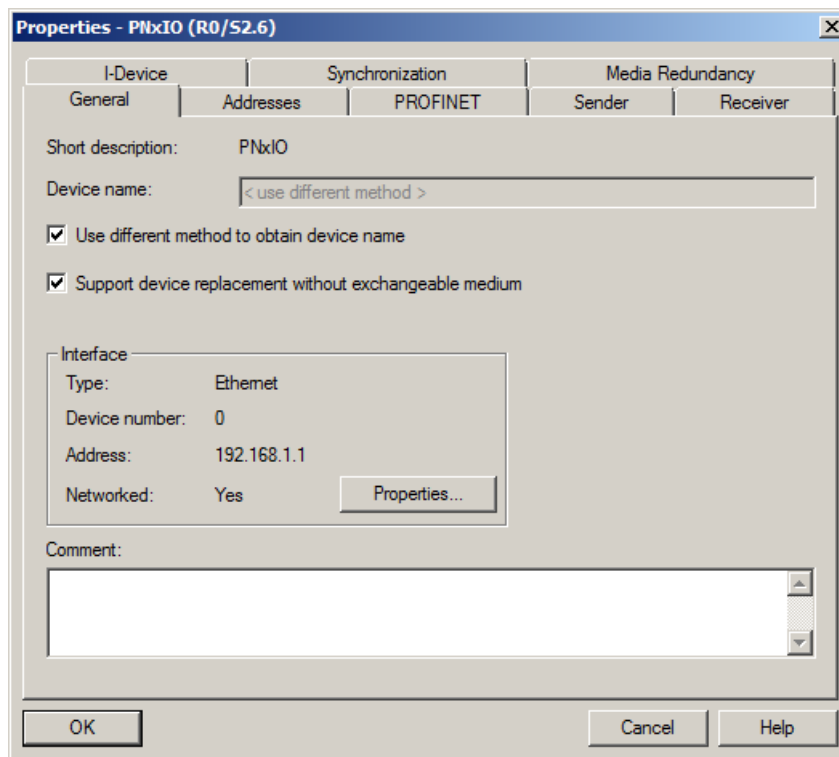 Properties - PNxIO (R0/S2.6)
I-Device Synchronization Media Redundancy
General Addresses PROFINET Sender Receiver
Short description: PNxIO
Device name: < use different method >
Use different method to obtain device name
Support device replacement without exchangeable medium
Interface
Type: Ethernet
Device number: 0
Address: 192.168.1.1
Networked: Yes Properties...
Comment:
OK Cancel Help